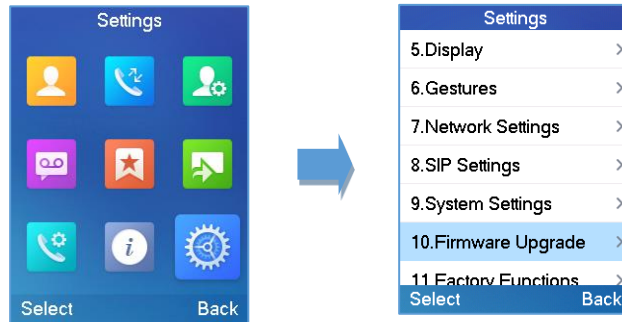 Settings
i
Select Back
Settings
5.Display
6.Gestures
7.Network Settings
8.SIP Settings
9.System Settings
10.Firmware Upgrade
11 Factory Functions
Select Back